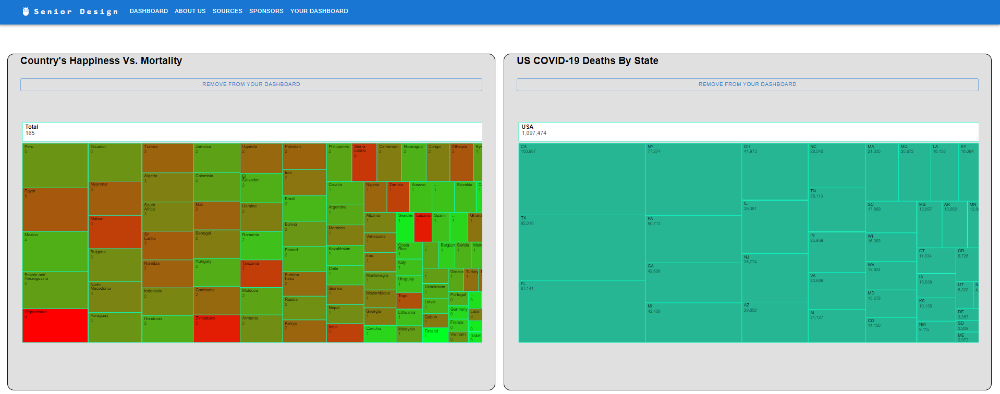 Senior Design
DASHBOARD
ABOUT US
SOURCES
SPONSORS
YOUR DASHBOARD
Country's Happiness Vs. Mortality
REMOVE FROM YOUR DASHBOARD
Total
165
Peru
5
Egypt
5
Mexico
4
Bosnia and
Herzegovina
4
Afghanistan
4
Ecuador
3
Myanmar
3
Malawi
3
Bulgaria
3
North
Macedonia
3
Paraguay
3
Tunisia
3
Algeria
3
South
Africa
3
Sri
Lanka
3
Namibia
2
Indonesia
2
Honduras
2
Jamaica
2
Colombia
2
Mali
2
Senegal
2
Hungary
2
Cambodia
2
Zimbabwe
2
Uganda
2
El
Salvador
2
Ukraine
2
Romania
2
Tanzania
2
Moldova
2
Armenia
2
Pakistan
2
Iran
2
Brazil
2
Bolivia
2
Poland
2
Burkina
Faso
2
Russia
2
Kenya
2
Philippines
2
Sierra
Leone
2
Cameroon
2
Nicaragua
2
Congo
2
Ethiopia
2
Kyr
1
Croatia
1
Argentina
1
Morocco
1
Kazakhstan
1
Chile
1
Guinea
1
Nepal
1
India
1
Nigeria
1
Zambia
1
Kosovo
1
...
1
Slovakia
1
Ca
1
Albania
1
Venezuela
1
Iraq
1
Montenegro
1
Mozambique
1
Georgia
1
Czechia
1
Sweden
1
Lebanon
1
Spain
1
...
1
Ghana
1
Costa
Rica
1
Italy
1
Uruguay
1
Togo
1
Lithuania
1
Malaysia
1
...
1
Belgium
1
Serbia
1
Malta
1
...
1
Uzbekistan
1
Latvia
1
Gabon
1
Finland
1
Greece
1
Turkey
1
1
Portugal
0
Germany
0
France
0
Vietnam
0
...
0
Laos
0
...
0
Israel
0
US COVID-19 Deaths By State
REMOVE FROM YOUR DASHBOARD
USA
1,097,474
CA
100,987
TX
92,018
FL
87,141
NY
77,274
PA
50,713
GA
42,608
MI
42,456
OH
41,973
IL
39,381
NJ
35,774
AZ
29,852
NC
28,540
TN
28,113
IN
25,959
VA
23,689
AL
21,127
MA
21,035
MO
20,672
LA
18,136
KY
18,094
SC
17,869
WI
16,383
WA
15,924
MD
15,578
CO
14,150
MS
13,097
AR
13,062
MN
12,8
CT
11,034
IA
10,538
KS
10,135
NM
9,115
OR
8,726
UT
5,320
N
4,
DE
3,357
SD
3,209
ME
2,972